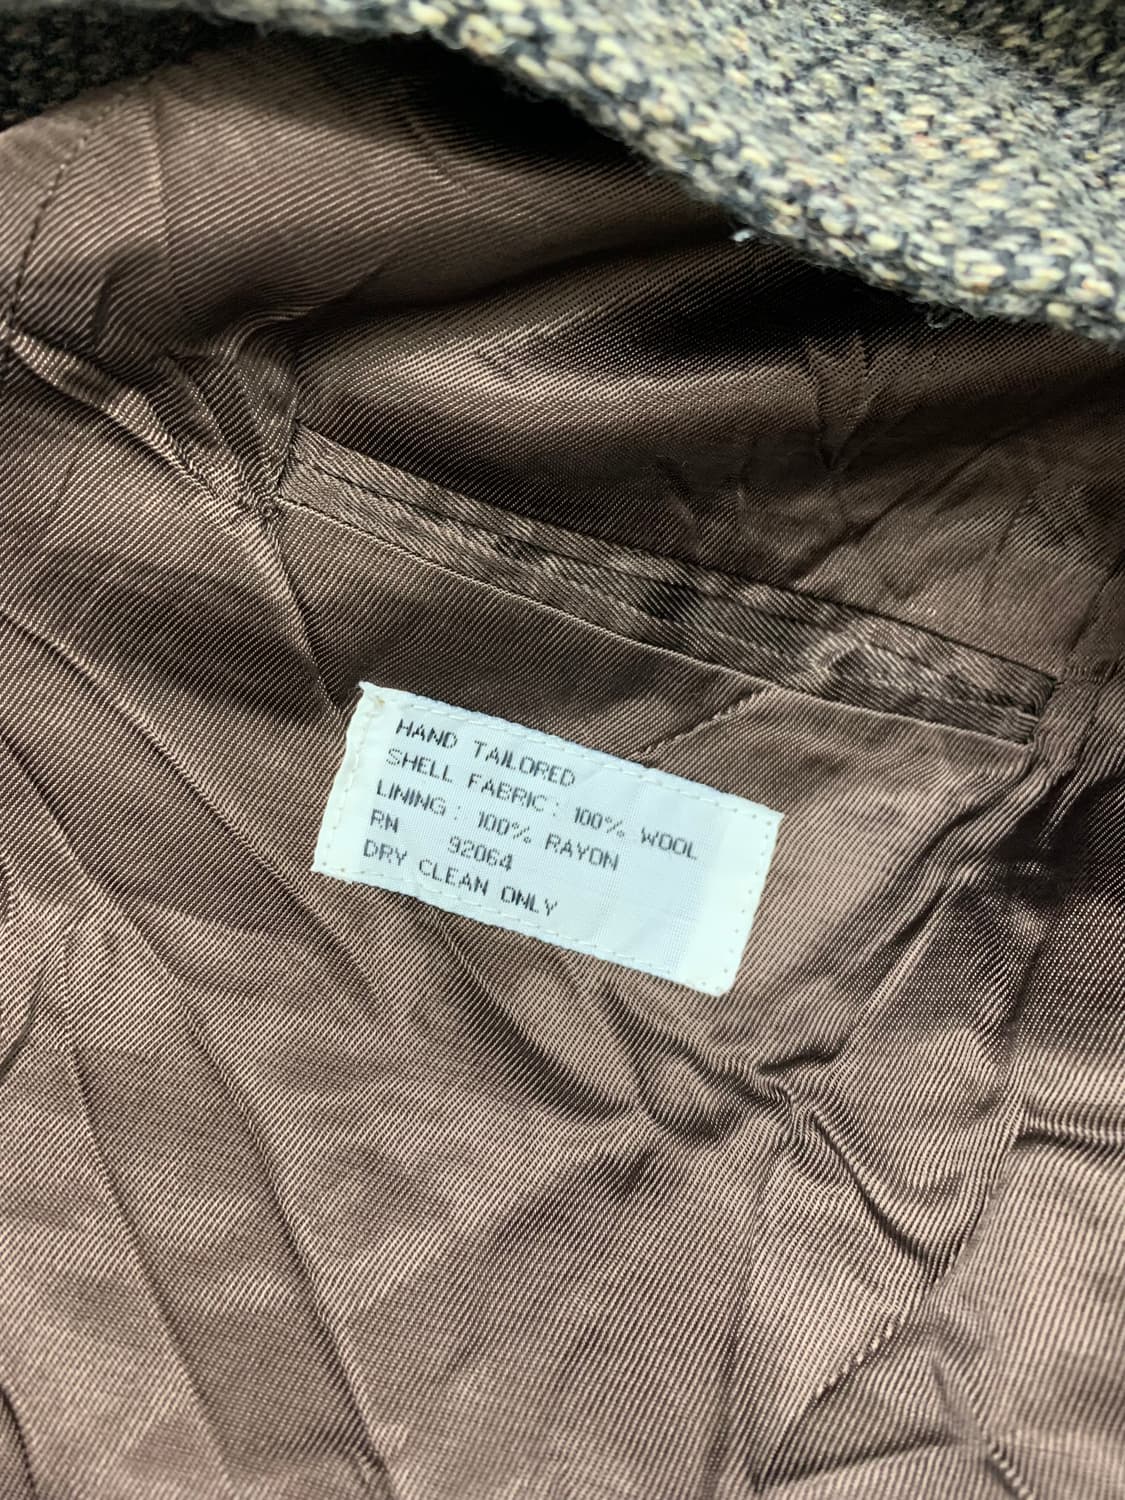 HAND TAILORED
SHELL FABRIC: 100% WOOL
LINING: 100% RAYON
RN 92064
DRY CLEAN ONLY